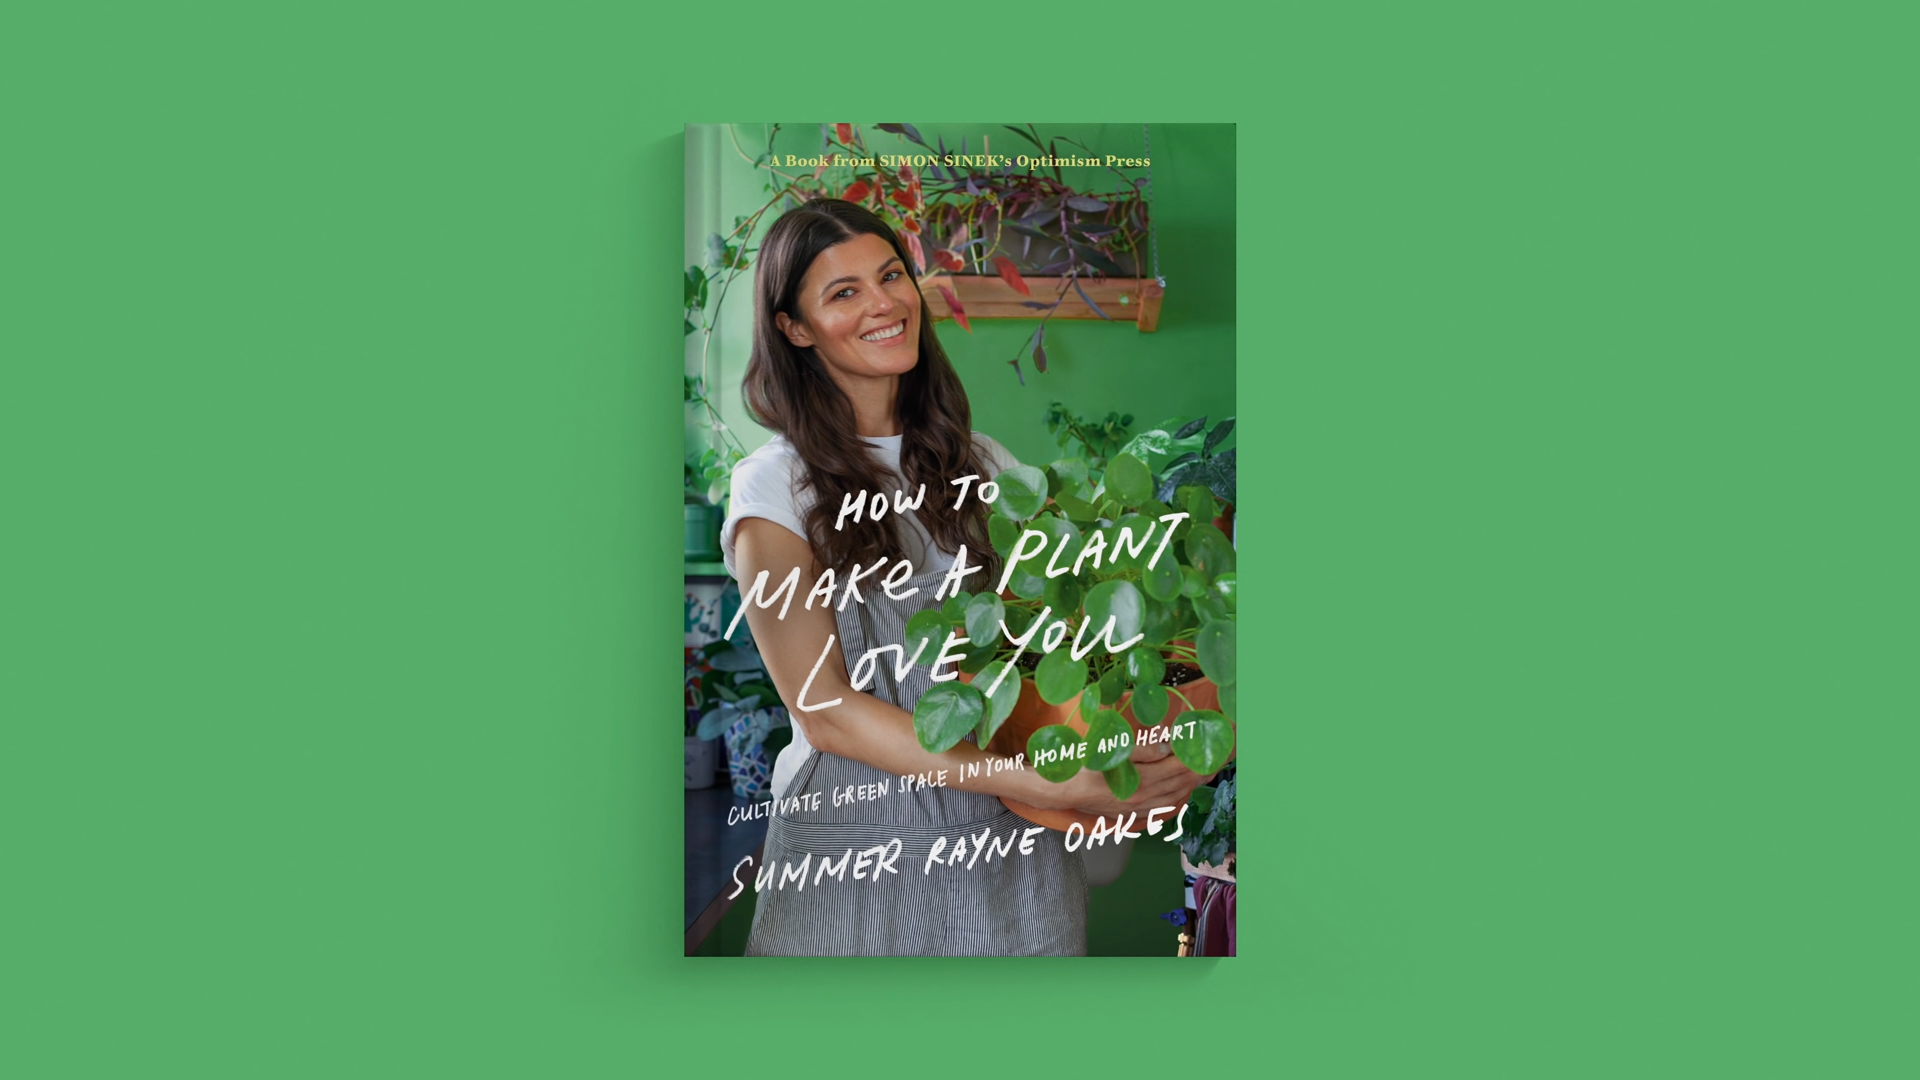 A Book from SIMON SINEK's Optimism Press
HOW TO
MAKE A PLANT
LOVE YOU
CULTIVATE GREEN SPACE IN YOUR HOME AND HEART
SUMMER RAYNE OAKES